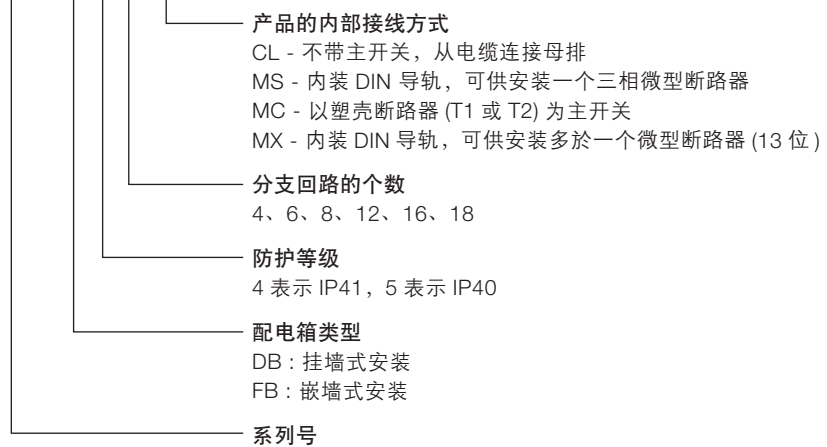 产品的内部接线方式
CL - 不带主开关，从电缆连接母排
MS - 内装 DIN 导轨，可供安装一个三相微型断路器
MC - 以塑壳断路器 (T1 或 T2) 为主开关
MX - 内装 DIN 导轨，可供安装多於一个微型断路器 (13 位 )
分支回路的个数
4、6、8、12、16、18
防护等级
4 表示 IP41，5 表示 IP40
配电箱类型
DB : 挂墙式安装
FB : 嵌墙式安装
系列号